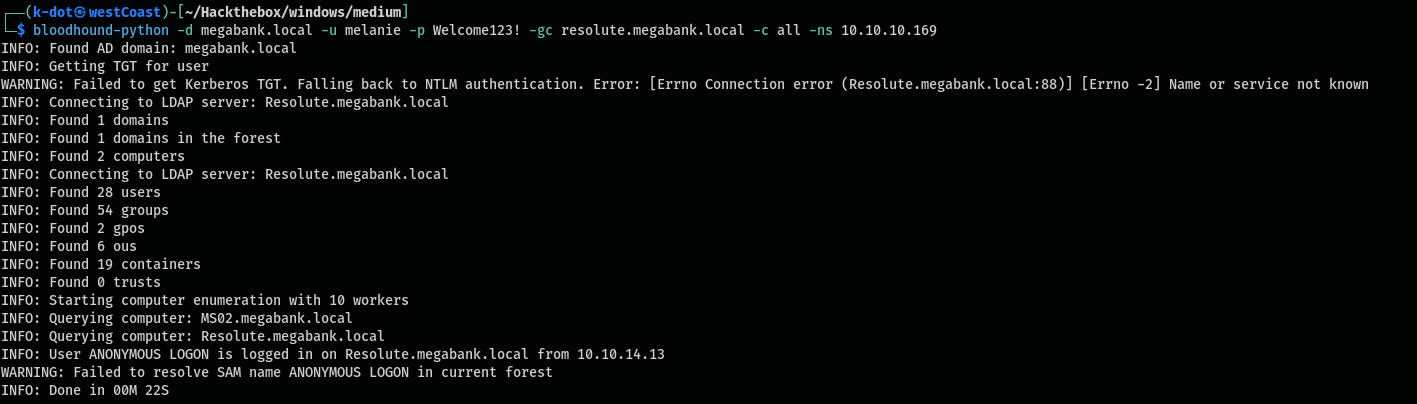 ┌──(k-dot㉿westCoast)-[~/Hackthebox/windows/medium]
└─$ bloodhound-python -d megabank.local -u melanie -p Welcome123! -gc resolute.megabank.local -c all -ns 10.10.10.169
INFO: Found AD domain: megabank.local
INFO: Getting TGT for user
WARNING: Failed to get Kerberos TGT. Falling back to NTLM authentication. Error: [Errno Connection error (Resolute.megabank.local:88)] [Errno -2] Name or service not known
INFO: Connecting to LDAP server: Resolute.megabank.local
INFO: Found 1 domains
INFO: Found 1 domains in the forest
INFO: Found 2 computers
INFO: Connecting to LDAP server: Resolute.megabank.local
INFO: Found 28 users
INFO: Found 54 groups
INFO: Found 2 gpos
INFO: Found 6 ous
INFO: Found 19 containers
INFO: Found 0 trusts
INFO: Starting computer enumeration with 10 workers
INFO: Querying computer: MS02.megabank.local
INFO: Querying computer: Resolute.megabank.local
INFO: User ANONYMOUS LOGON is logged in on Resolute.megabank.local from 10.10.14.13
WARNING: Failed to resolve SAM name ANONYMOUS LOGON in current forest
INFO: Done in 00M 22S